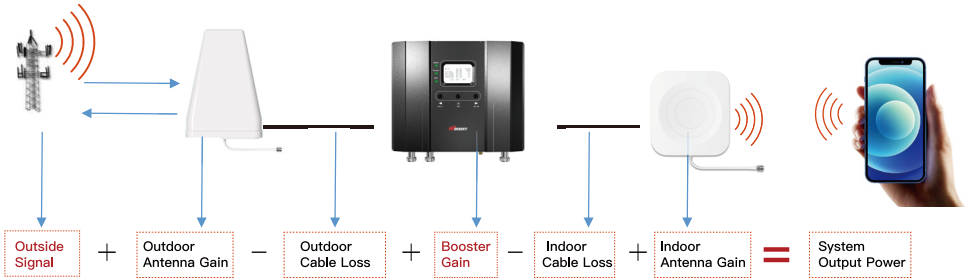 Outside
Signal
+
Outdoor
Antenna Gain
−
Outdoor
Cable Loss
+
Booster
Gain
−
Indoor
Cable Loss
+
Indoor
Antenna Gain
=
System
Output Power